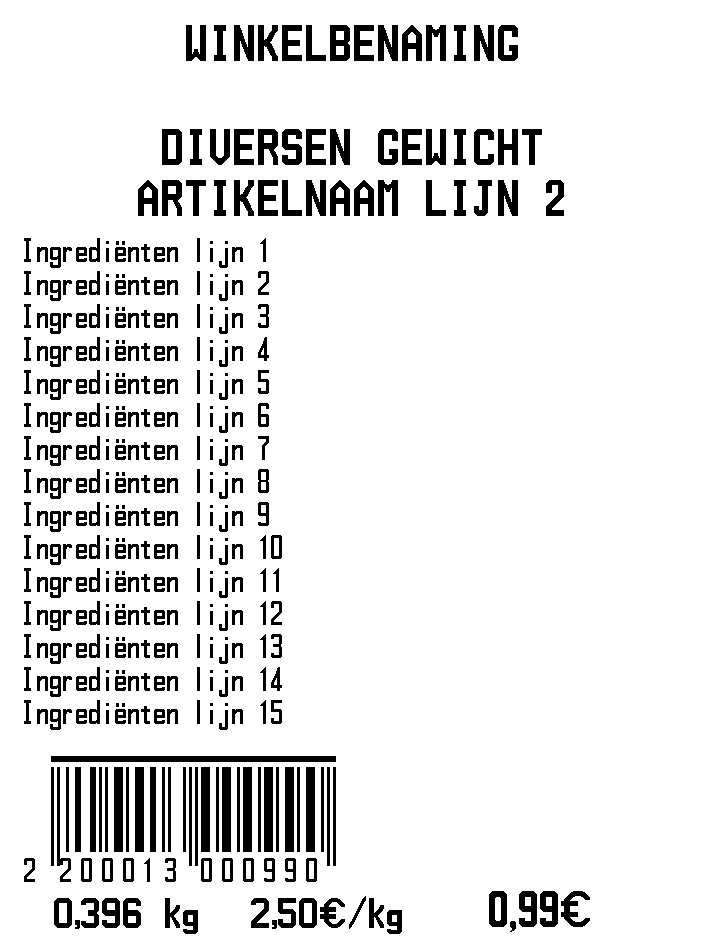 WINKELBENAMING
DIVERSEN GEWICHT
ARTIKELNAAM LIJN 2
Ingrediënten lijn 1
Ingrediënten lijn 2
Ingrediënten lijn 3
Ingrediënten lijn 4
Ingrediënten lijn 5
Ingrediënten lijn 6
Ingrediënten lijn 7
Ingrediënten lijn 8
Ingrediënten lijn 9
Ingrediënten lijn 10
Ingrediënten lijn 11
Ingrediënten lijn 12
Ingrediënten lijn 13
Ingrediënten lijn 14
Ingrediënten lijn 15
2 200013 000990
0,396 kg 2,50€/kg 0,99€